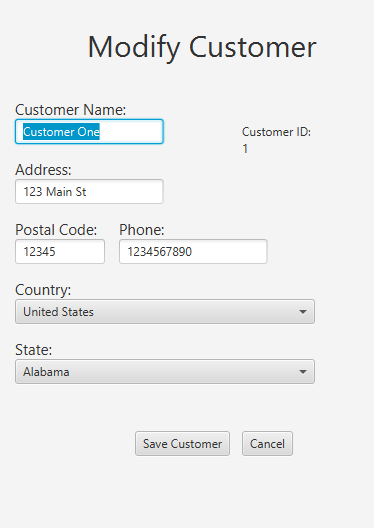 Modify Customer
Customer Name:
Customer One
Customer ID:
1
Address:
123 Main St
Postal Code: Phone:
12345 1234567890
Country:
United States
State:
Alabama
Save Customer Cancel